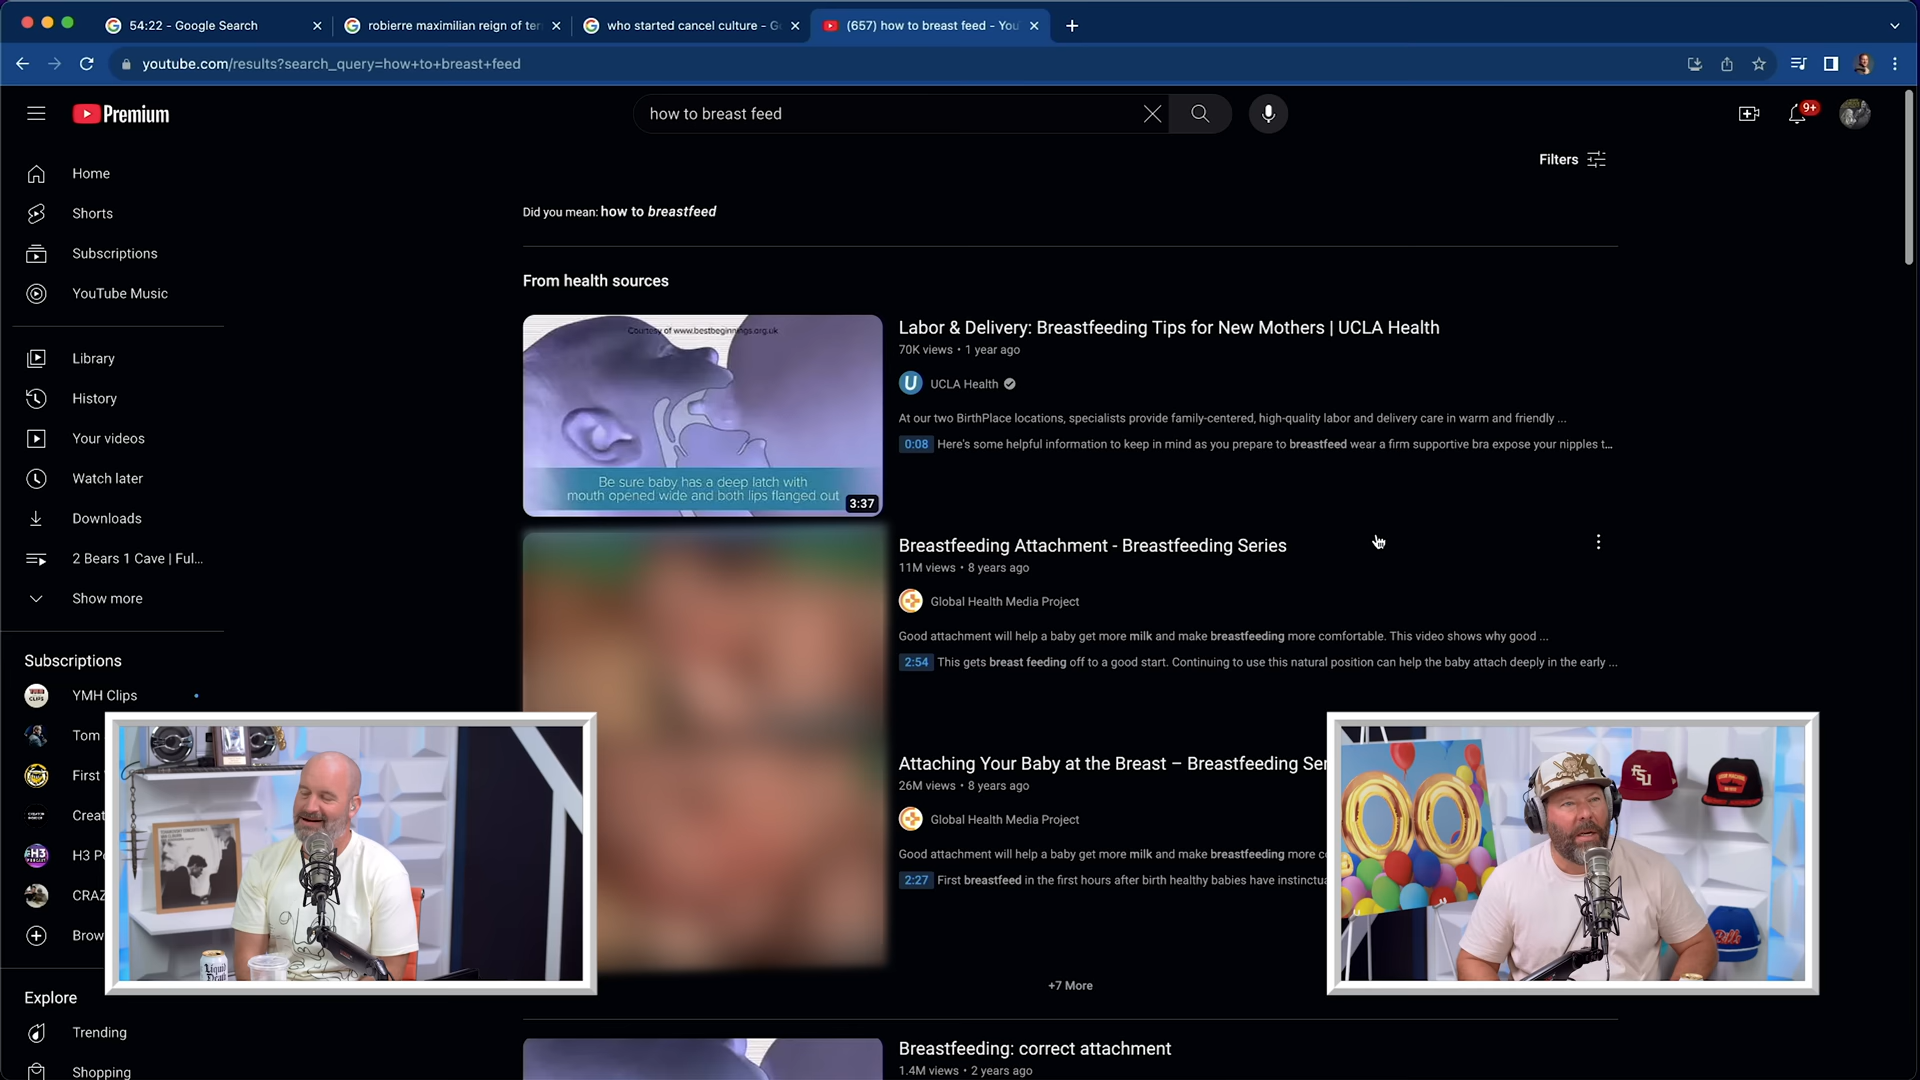 54:22 - Google Search
robierre maximilian reign of ter
who started cancel culture - G
(657) how to breast feed - You
youtube.com/results?search_query=how+to+breast+feed
Premium
how to breast feed
9+
Filters
Home
Shorts
Subscriptions
YouTube Music
Library
History
Your videos
Watch later
Downloads
2 Bears 1 Cave | Ful...
Show more
Subscriptions
YMH Clips
Tom
First
Creat
H3 P
CRAZ
Brow
Explore
Trending
Shopping
Did you mean: how to breastfeed
From health sources
Courtesy of www.bestbeginnings.org.uk
Be sure baby has a deep latch with
mouth opened wide and both lips flanged out
3:37
Labor & Delivery: Breastfeeding Tips for New Mothers | UCLA Health
70K views • 1 year ago
U UCLA Health
At our two BirthPlace locations, specialists provide family-centered, high-quality labor and delivery care in warm and friendly ...
0:08 Here's some helpful information to keep in mind as you prepare to breastfeed wear a firm supportive bra expose your nipples t...
Breastfeeding Attachment - Breastfeeding Series
11M views • 8 years ago
Global Health Media Project
Good attachment will help a baby get more milk and make breastfeeding more comfortable. This video shows why good ...
2:54 This gets breast feeding off to a good start. Continuing to use this natural position can help the baby attach deeply in the early ...
Attaching Your Baby at the Breast – Breastfeeding Ser
26M views • 8 years ago
Global Health Media Project
Good attachment will help a baby get more milk and make breastfeeding more c
2:27 First breastfeed in the first hours after birth healthy babies have instinctua
+7 More
Breastfeeding: correct attachment
1.4M views • 2 years ago
Liquid
Death
FSU